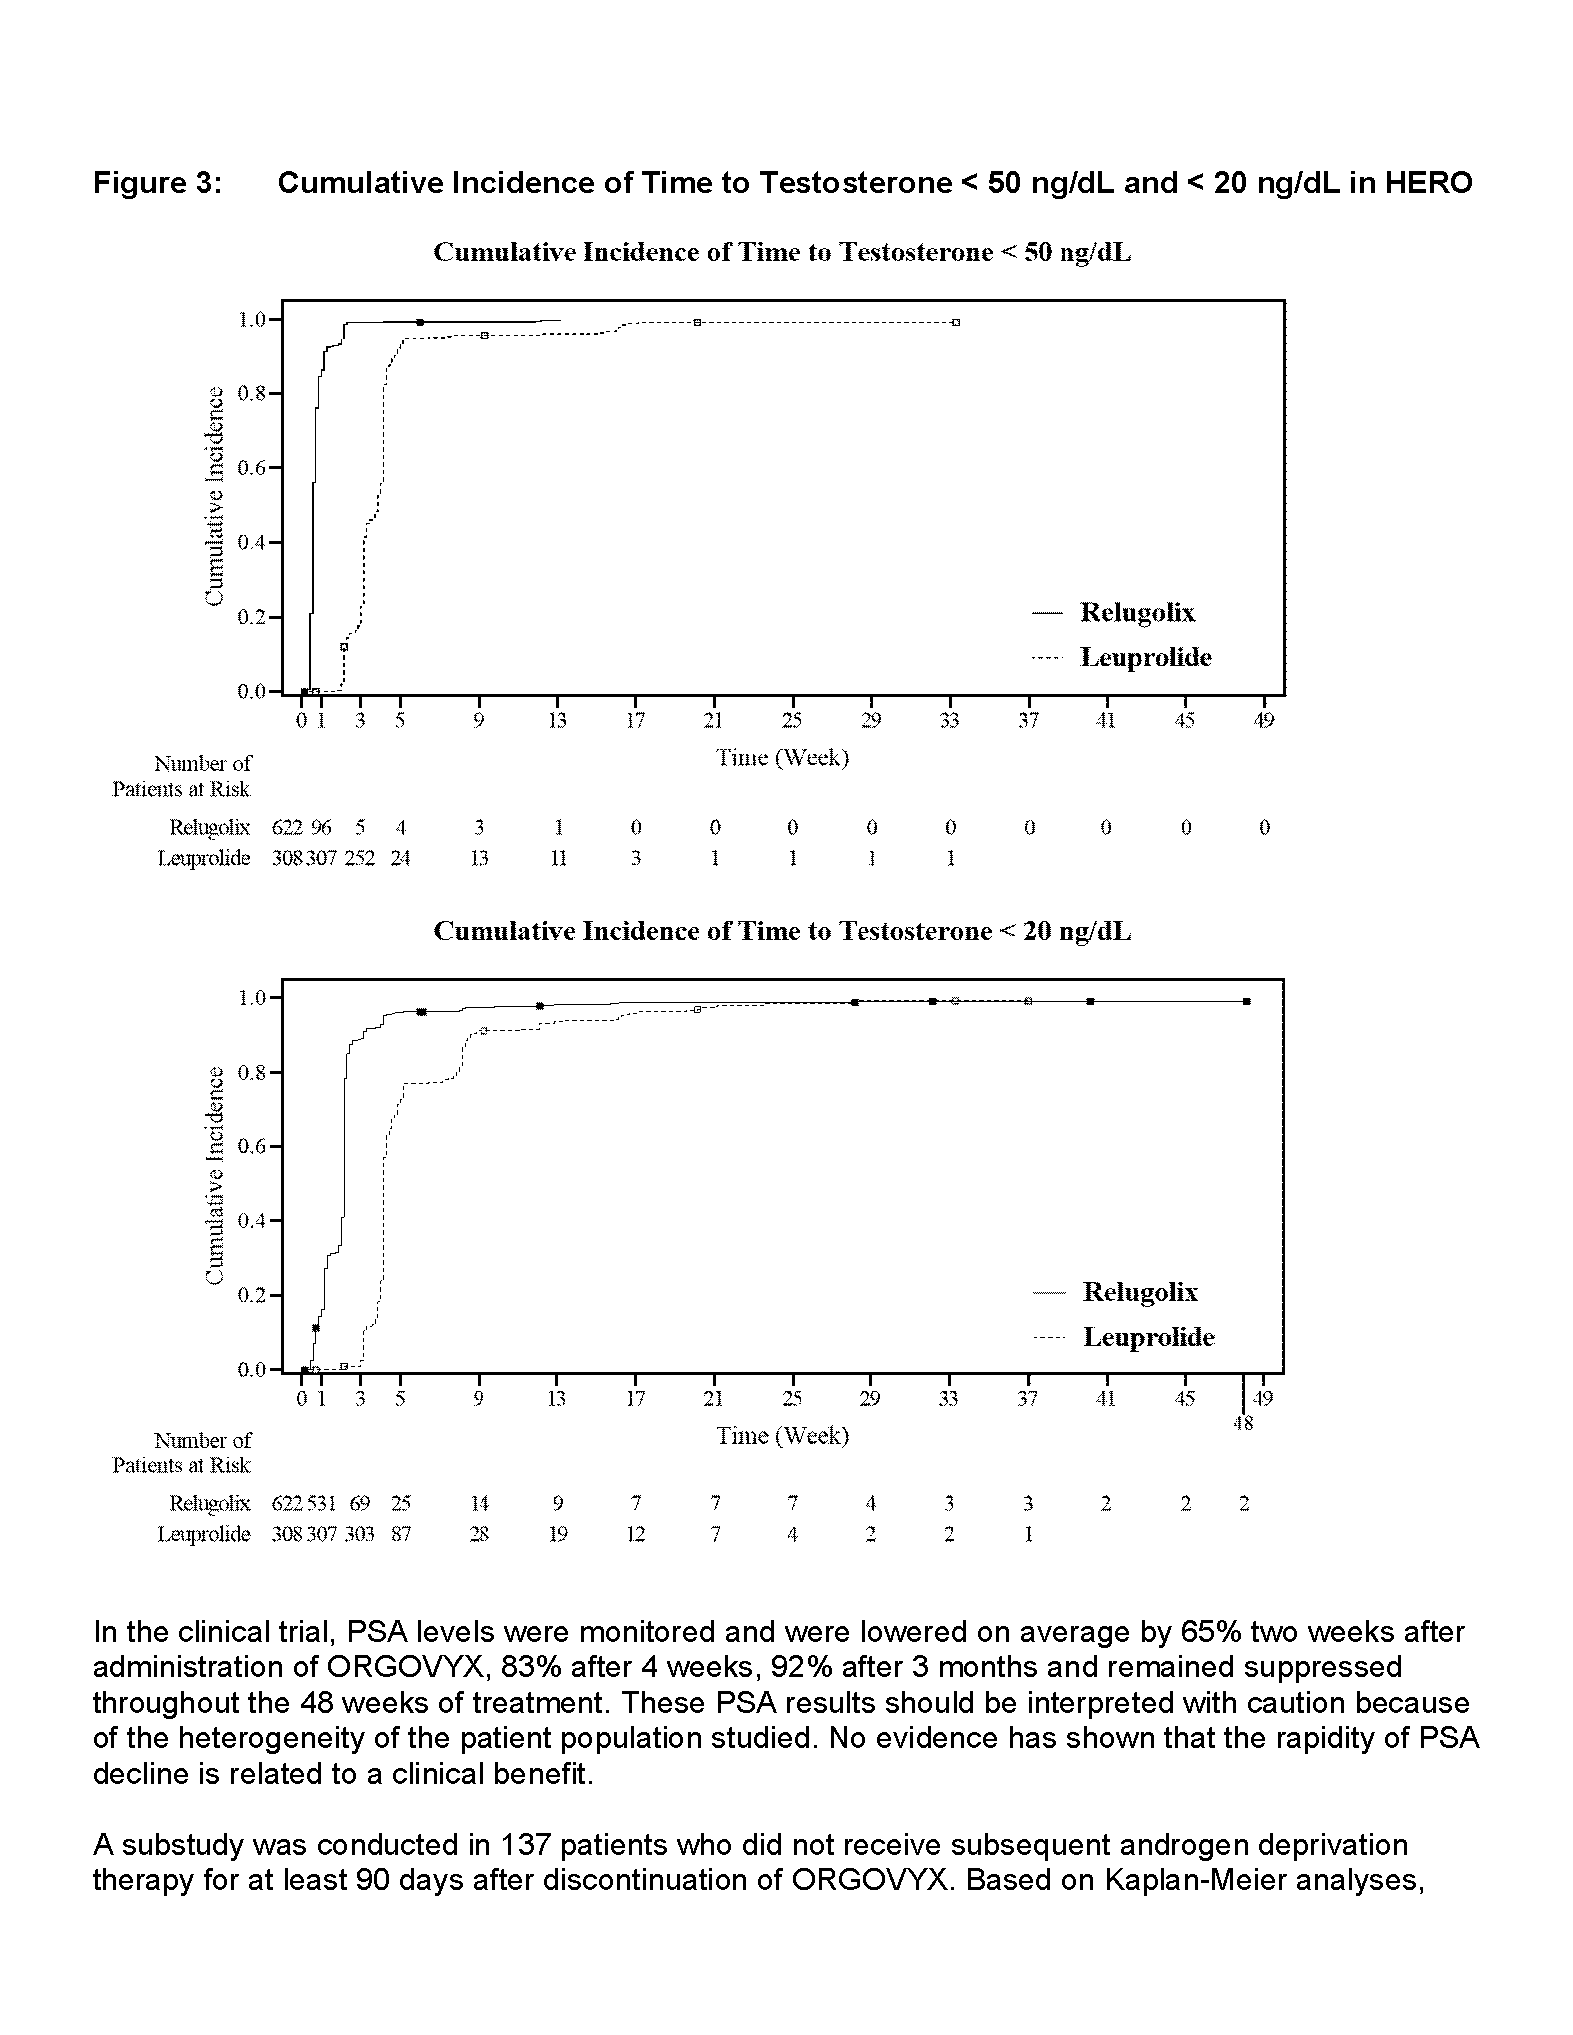 Figure 3: Cumulative Incidence of Time to Testosterone < 50 ng/dL and < 20 ng/dL in HERO
Cumulative Incidence of Time to Testosterone < 50 ng/dL
Cumulative Incidence
1.0
0.8
0.6
0.4
0.2
0.0
Relugolix
Leuprolide
0 1 3 5 9 13 17 21 25 29 33 37 41 45 49
Time (Week)
Number of
Patients at Risk
Relugolix 622 96 5 4 3 1 0 0 0 0 0 0 0 0 0
Leuprolide 308 307 252 24 13 11 3 1 1 1 1
Cumulative Incidence of Time to Testosterone < 20 ng/dL
Cumulative Incidence
1.0
0.8
0.6
0.4
0.2
0.0
Relugolix
Leuprolide
0 1 3 5 9 13 17 21 25 29 33 37 41 45 49
48
Time (Week)
Number of
Patients at Risk
Relugolix 622 531 69 25 14 9 7 7 7 4 3 3 2 2 2
Leuprolide 308 307 303 87 28 19 12 7 4 2 2 1
In the clinical trial, PSA levels were monitored and were lowered on average by 65% two weeks after
administration of ORGOVYX, 83% after 4 weeks, 92% after 3 months and remained suppressed
throughout the 48 weeks of treatment. These PSA results should be interpreted with caution because
of the heterogeneity of the patient population studied. No evidence has shown that the rapidity of PSA
decline is related to a clinical benefit.
A substudy was conducted in 137 patients who did not receive subsequent androgen deprivation
therapy for at least 90 days after discontinuation of ORGOVYX. Based on Kaplan-Meier analyses,